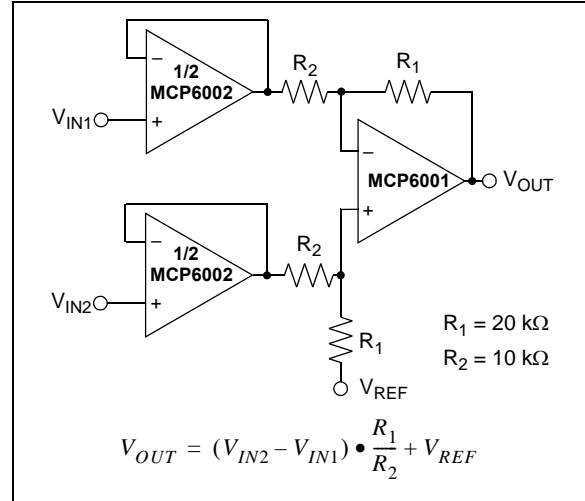 1/2
MCP6002
V_IN1
R_2
R_1
MCP6001
V_OUT
1/2
MCP6002
V_IN2
R_2
R_1
V_REF
R_1 = 20 kΩ
R_2 = 10 kΩ
V_OUT = (V_IN2 – V_IN1) • R_1/R_2 + V_REF